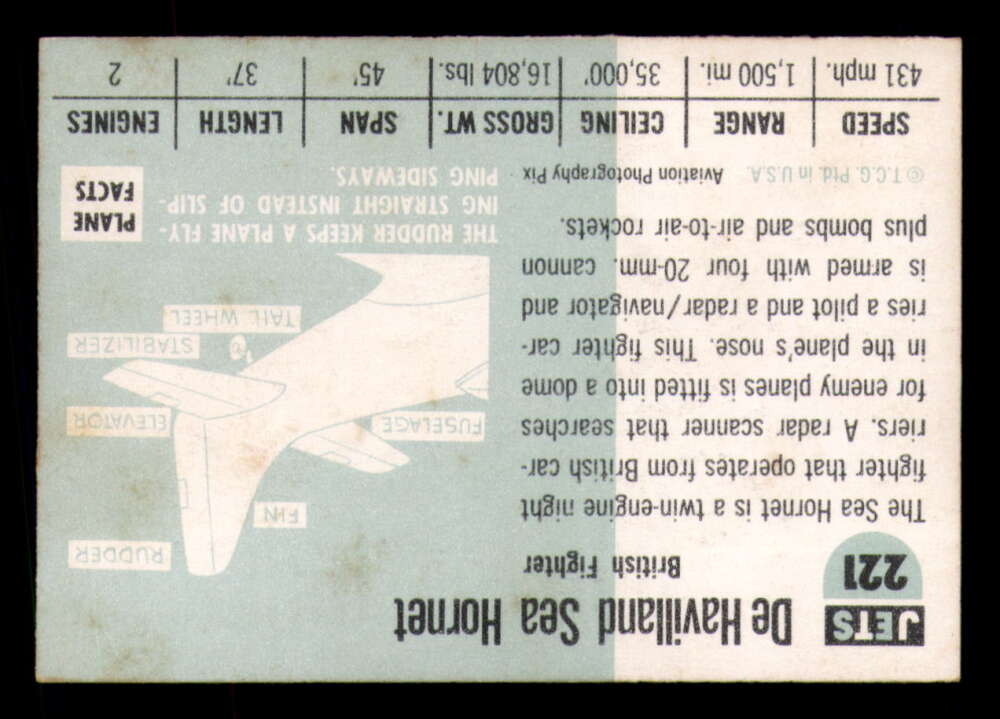 JETS
221
De Havilland Sea Hornet
British Fighter
The Sea Hornet is a twin-engine night
fighter that operates from British car-
riers. A radar scanner that searches
for enemy planes is fitted into a dome
in the plane's nose. This fighter car-
ries a pilot and a radar/navigator and
is armed with four 20-mm. cannon
plus bombs and air-to-air rockets.
© T.C.G. Ptd. in U.S.A.
Aviation Photography Pix
RUDDER
FIN
ELEVATOR
FUSELAGE
STABILIZER
TAIL WHEEL
THE RUDDER KEEPS A PLANE FLY-
ING STRAIGHT INSTEAD OF SLIP-
PING SIDEWAYS.
PLANE
FACTS
SPEED RANGE CEILING GROSS WT. SPAN LENGTH ENGINES
431 mph. 1,500 mi. 35,000' 16,804 lbs. 45' 37' 2